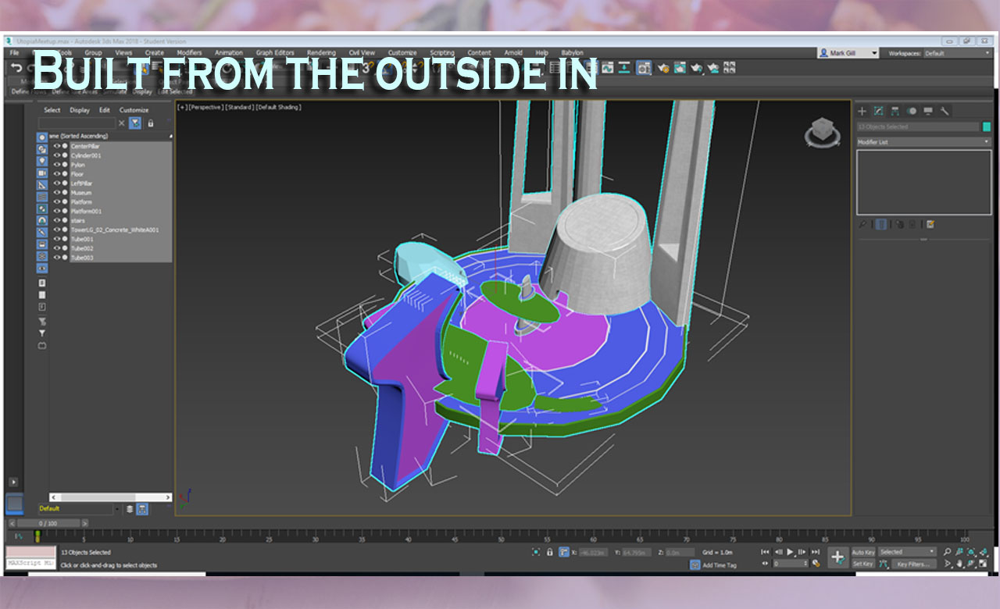 UtopiaMeetup.max - Autodesk 3ds Max 2018 - Student Version
File Tools Group Views Create Modifiers Animation Graph Editors Rendering Civil View Customize Scripting Content Arnold Help Babylon
Mark Gill Workspaces: Default
BUILT FROM THE OUTSIDE IN
Define Flows Define Idle Areas Simulate Display Edit Selected
[+] [Perspective] [Standard] [Default Shading]
Select Display Edit Customize
13 Objects Selected
Modifier List
ame (Sorted Ascending)
CenterPillar
Cylinder001
Pylon
Floor
LeftPillar
Museum
Platform
Platform001
stairs
TowerLG_02_Concrete_WhiteA001
Tube001
Tube002
Tube003
Default
0 / 100
5 10 15 20 25 30 35 40 45 50 55 60 65 70 75 80 85 90 95 100
13 Objects Selected
X: -46.023m Y: 64.793m Z: 0.0m Grid = 1.0m
Auto Key Selected
MAXScript Mi
Click or click-and-drag to select objects
Add Time Tag
0
Set Key Key Filters...